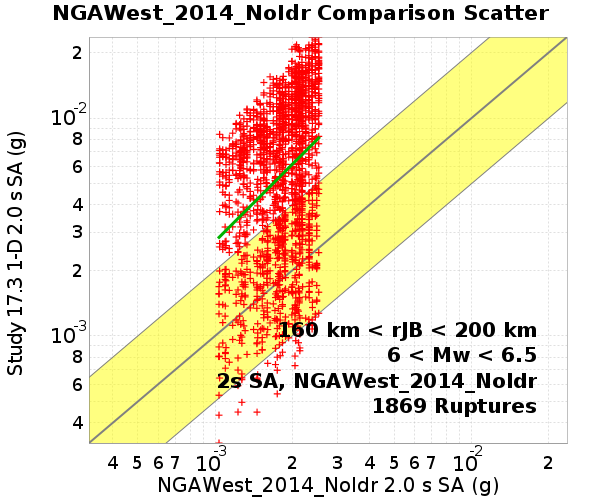 NGAWest_2014_NoIdr Comparison Scatter
Study 17.3 1-D 2.0 s SA (g)
2
10-2
8
6
4
3
2
10-3
8
6
4
160 km < rJB < 200 km
6 < Mw < 6.5
2s SA, NGAWest_2014_NoIdr
1869 Ruptures
4 5 6 7 10-3 2 3 4 5 6 7 10-2 2
NGAWest_2014_NoIdr 2.0 s SA (g)